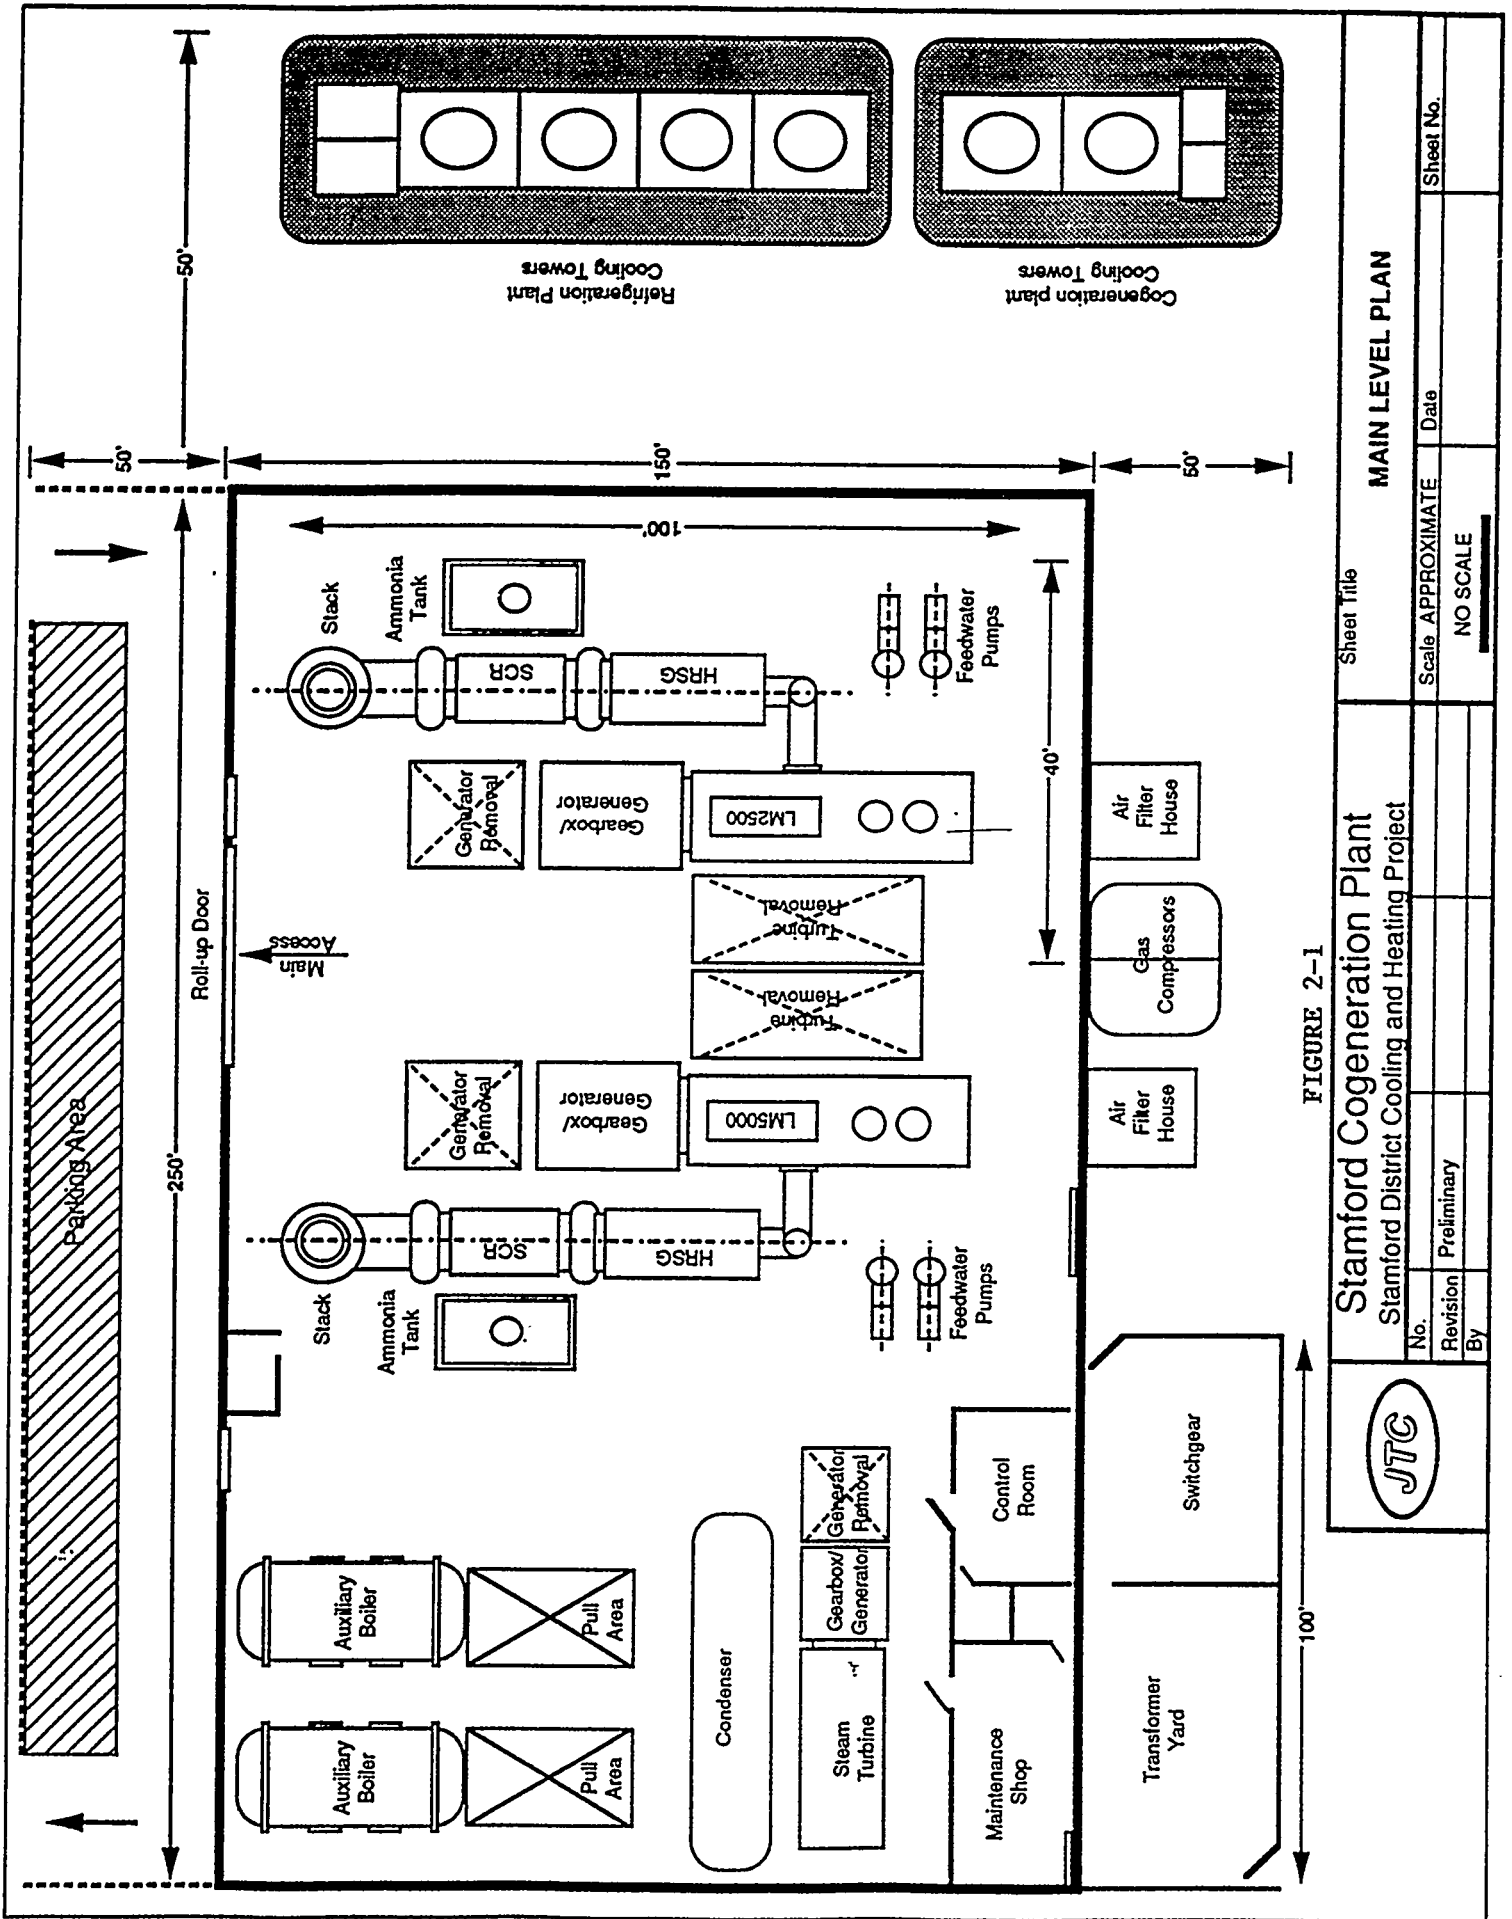 Parking Area
250'
50'
50'
Roll-up Door
Main
Access
150'
50'
100'
40'
Auxiliary
Boiler
Auxiliary
Boiler
Pull
Area
Pull
Area
Stack
Stack
Ammonia
Tank
Ammonia
Tank
SCR
SCR
HRSG
HRSG
Generator
Removal
Generator
Removal
Gearbox/
Generator
Gearbox/
Generator
LM5000
LM2500
Turbine
Removal
Turbine
Removal
Feedwater
Pumps
Feedwater
Pumps
Condenser
Steam
Turbine
Gearbox/
Generator
Generator
Removal
Maintenance
Shop
Control
Room
Transformer
Yard
Switchgear
100'
Air
Filter
House
Gas
Compressors
Air
Filter
House
Refrigeration Plant
Cooling Towers
Cogeneration plant
Cooling Towers
FIGURE 2-1
JTC
Stamford Cogeneration Plant
Stamford District Cooling and Heating Project
No.
Revision Preliminary
By
Sheet Title
MAIN LEVEL PLAN
Scale APPROXIMATE
NO SCALE
Date
Sheet No.